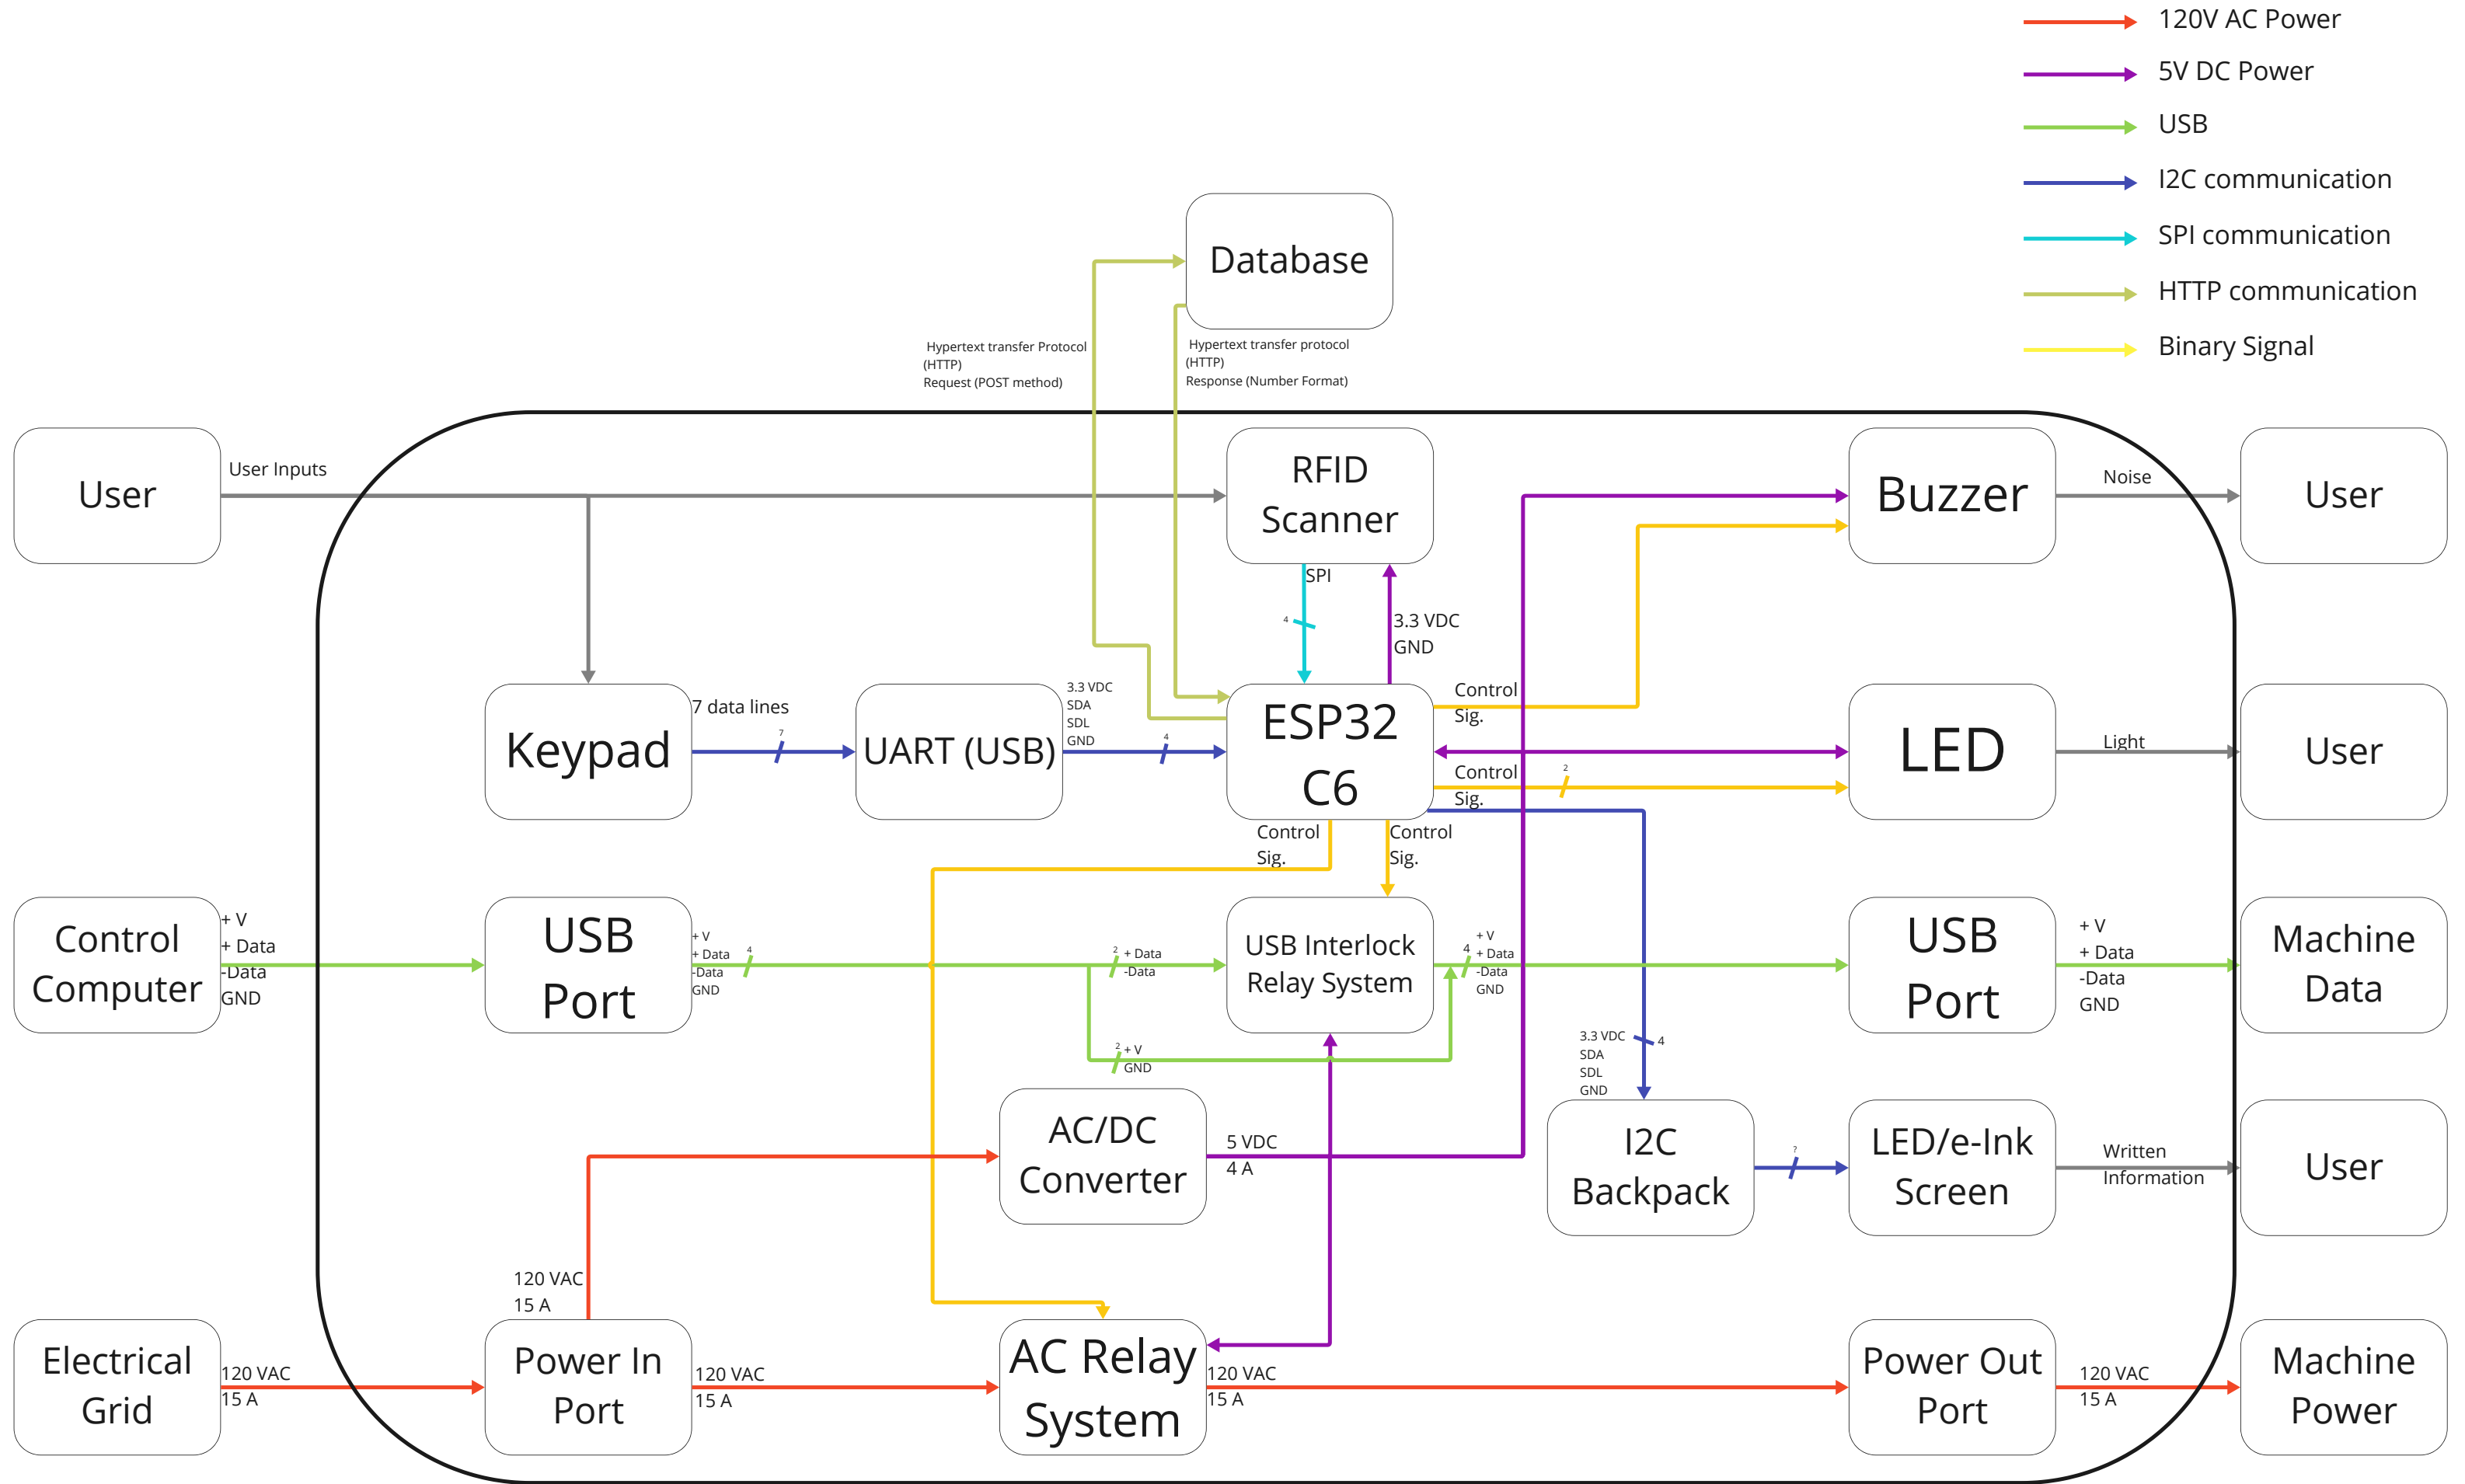 120V AC Power
5V DC Power
USB
I2C communication
SPI communication
HTTP communication
Binary Signal
Database
Hypertext transfer Protocol
(HTTP)
Request (POST method)
Hypertext transfer protocol
(HTTP)
Response (Number Format)
User
User Inputs
RFID
Scanner
Buzzer
Noise
User
SPI
4
3.3 VDC
GND
Keypad
7 data lines
7
UART (USB)
3.3 VDC
SDA
SDL
GND
4
ESP32
C6
Control
Sig.
Control
Sig.
2
LED
Light
User
Control
Sig.
Control
Sig.
Control
Computer
+ V
+ Data
-Data
GND
USB
Port
+ V
+ Data
-Data
GND
4
2
+ Data
-Data
USB Interlock
Relay System
4
+ V
+ Data
-Data
GND
USB
Port
+ V
+ Data
-Data
GND
Machine
Data
2
+ V
GND
3.3 VDC
SDA
SDL
GND
4
AC/DC
Converter
5 VDC
4 A
I2C
Backpack
?
LED/e-Ink
Screen
Written
Information
User
120 VAC
15 A
Electrical
Grid
120 VAC
15 A
Power In
Port
120 VAC
15 A
AC Relay
System
120 VAC
15 A
Power Out
Port
120 VAC
15 A
Machine
Power